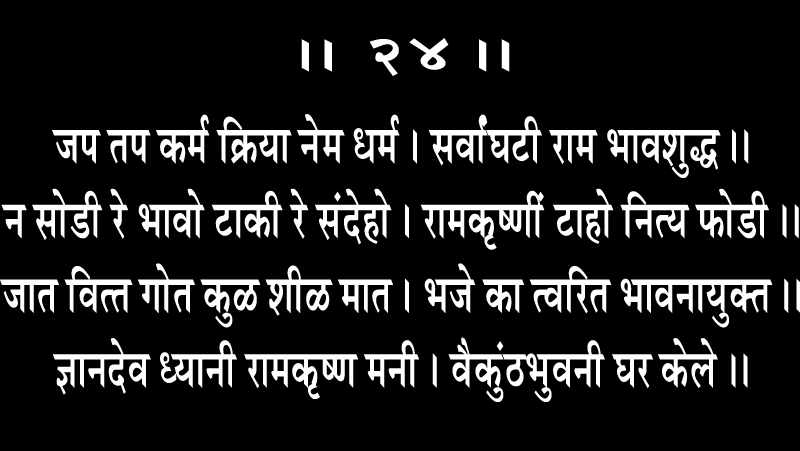 ।। २४ ।।
जप तप कर्म क्रिया नेम धर्म । सर्वांघटी राम भावशुद्ध ।।
न सोडी रे भावो टाकी रे संदेहो । रामकृष्णीं टाहो नित्य फोडी ।।
जात वित्त गोत कुळ शीळ मात । भजे का त्वरित भावनायुक्त ।।
ज्ञानदेव ध्यानी रामकृष्ण मनी । वैकुंठभुवनी घर केले ।।